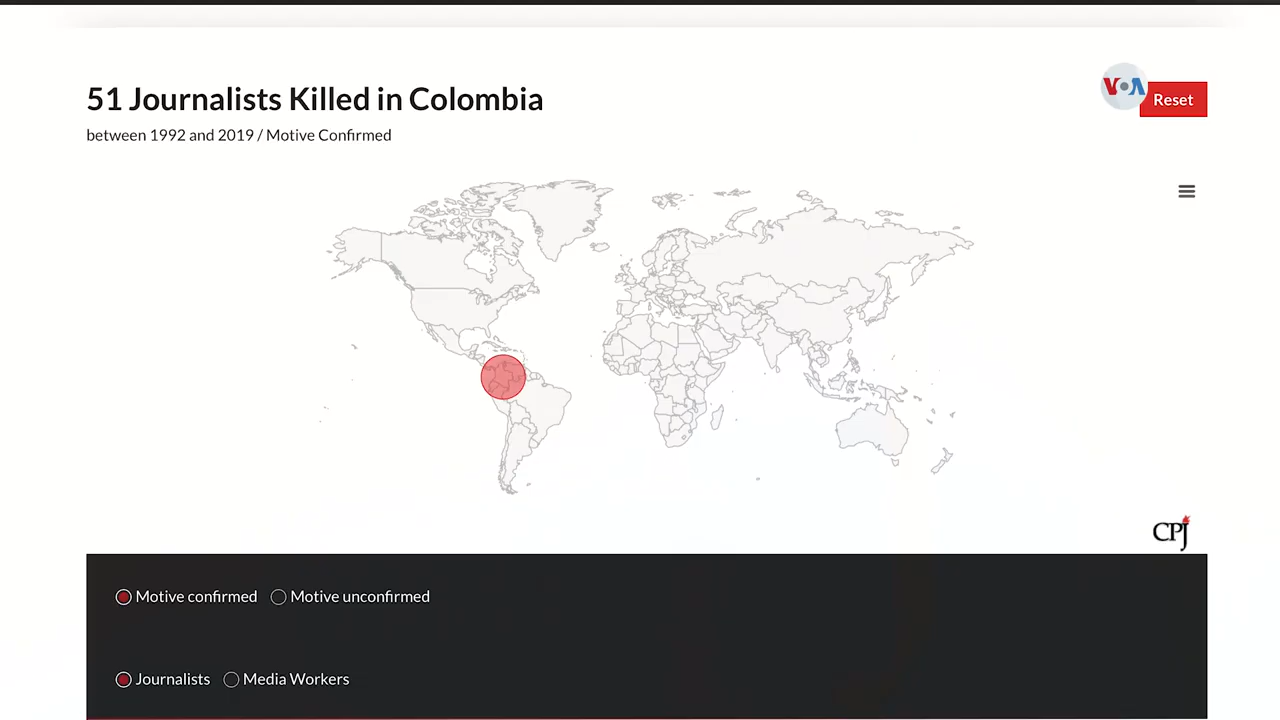 51 Journalists Killed in Colombia
between 1992 and 2019 / Motive Confirmed
VOA
Reset
CPJ
Motive confirmed
Motive unconfirmed
Journalists
Media Workers